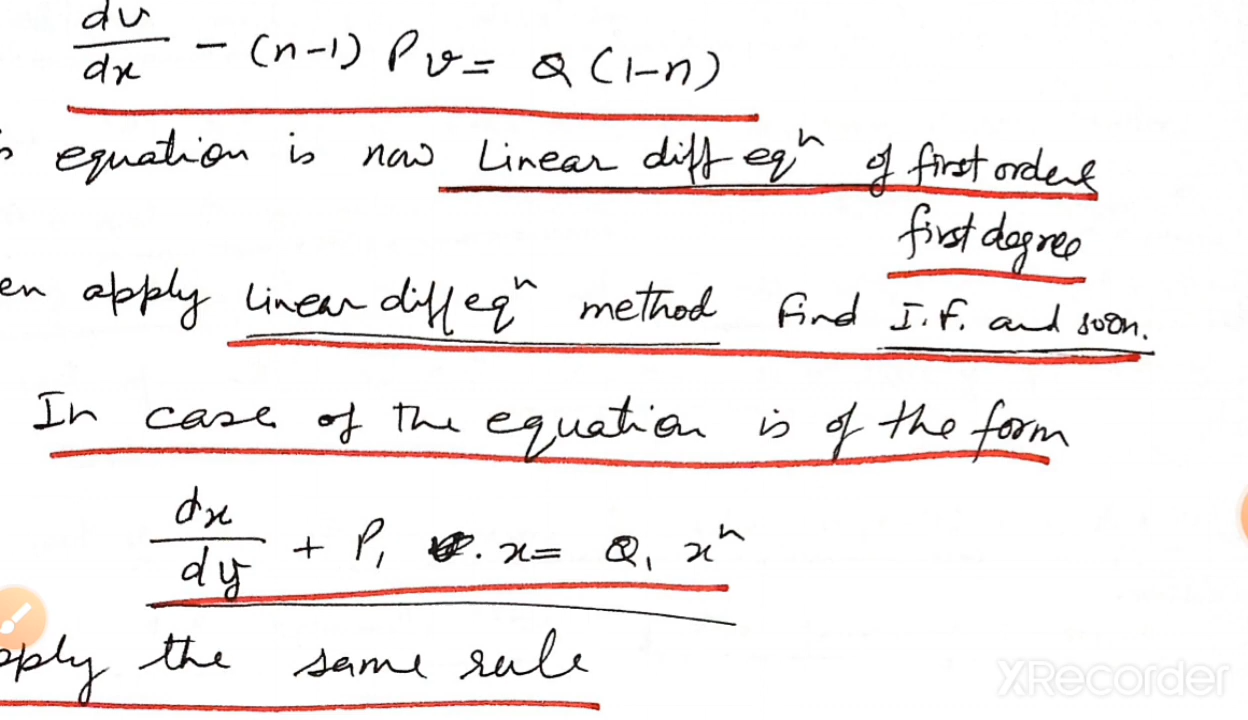 dv/dx - (n-1) Pv = Q (1-n)
equation is now Linear diff eqⁿ of first order
first degree
apply Linear diff eqⁿ method find I.F. and soon.
In case of the equation is of the form
dx/dy + P₁ . x = Q₁ xⁿ
the same rule
XRecorder